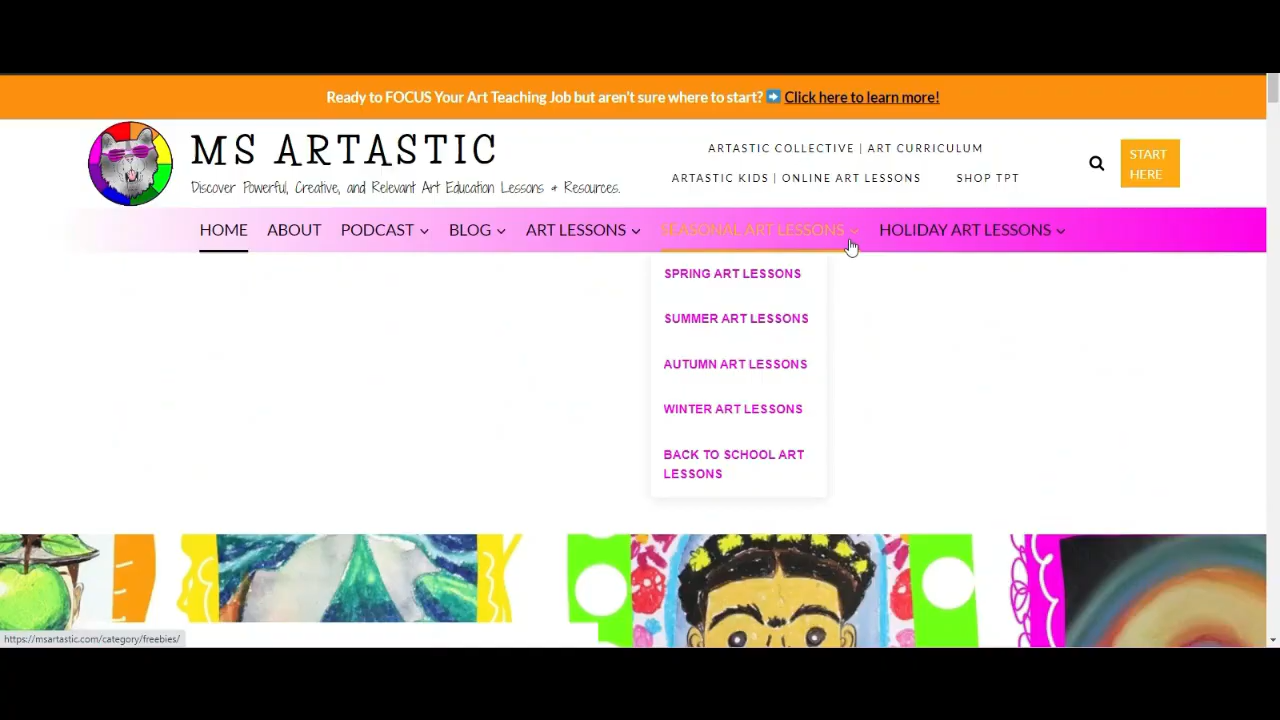 Ready to FOCUS Your Art Teaching Job but aren't sure where to start? ➡ Click here to learn more!
MS ARTASTIC
Discover Powerful, Creative, and Relevant Art Education Lessons & Resources.
ARTASTIC COLLECTIVE | ART CURRICULUM
ARTASTIC KIDS | ONLINE ART LESSONS SHOP TPT
START
HERE
HOME ABOUT PODCAST BLOG ART LESSONS SEASONAL ART LESSONS HOLIDAY ART LESSONS
SPRING ART LESSONS
SUMMER ART LESSONS
AUTUMN ART LESSONS
WINTER ART LESSONS
BACK TO SCHOOL ART
LESSONS
https://msartastic.com/category/freebies/